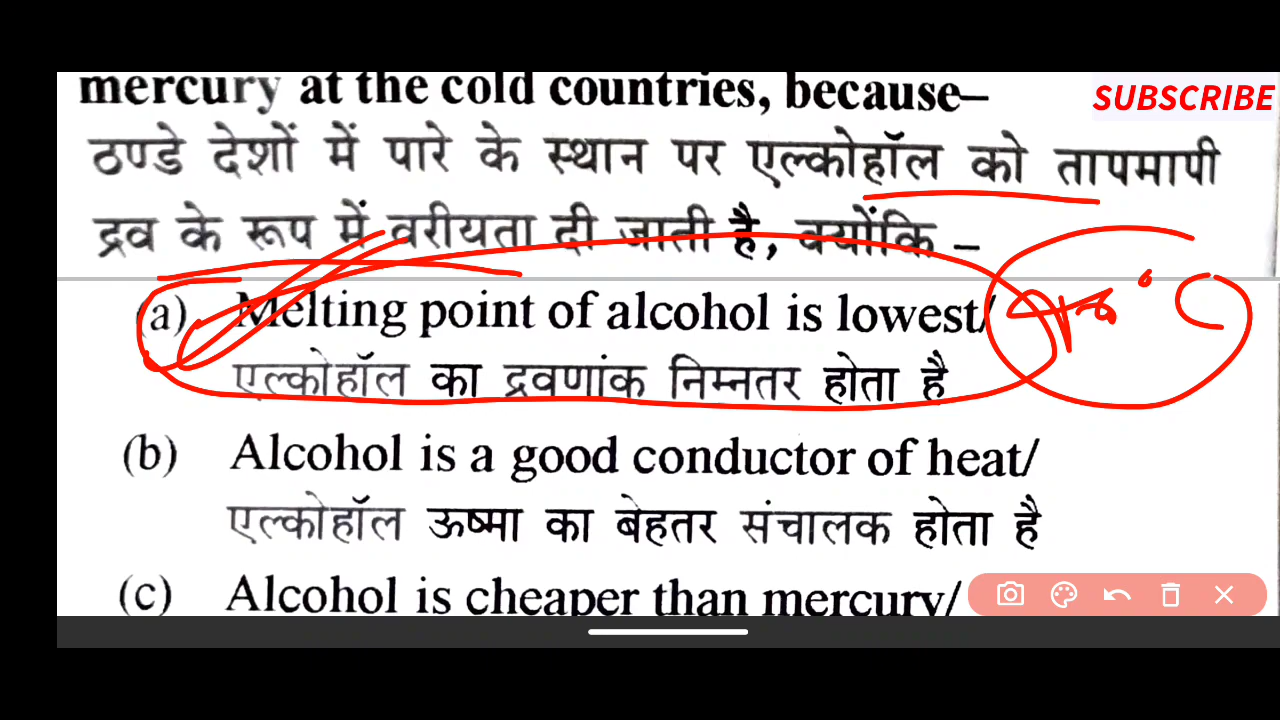 mercury at the cold countries, because–
SUBSCRIBE
ठण्डे देशों में पारे के स्थान पर एल्कोहॉल को तापमापी
द्रव के रूप में वरीयता दी जाती है, क्योंकि –
(a) Melting point of alcohol is lowest/
एल्कोहॉल का द्रवणांक निम्नतर होता है
(b) Alcohol is a good conductor of heat/
एल्कोहॉल ऊष्मा का बेहतर संचालक होता है
(c) Alcohol is cheaper than mercury/